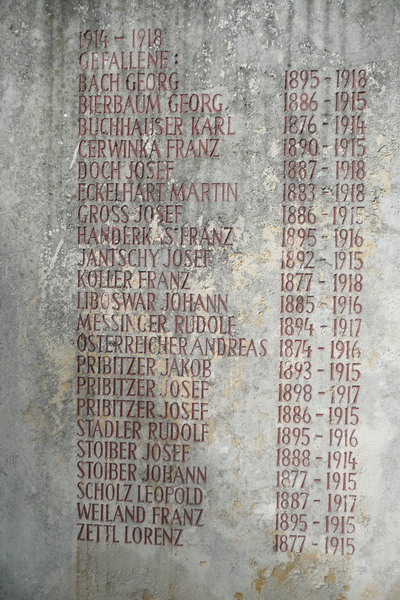 1914 - 1918
GEFALLENE:
BACH GEORG 1895 - 1918
BIERBAUM GEORG 1886 - 1915
BUCHHAUSER KARL 1876 - 1914
CERWINKA FRANZ 1890 - 1915
DOCH JOSEF 1887 - 1918
ECKELHART MARTIN 1883 - 1918
GROSS JOSEF 1886 - 1915
HANDERKAS FRANZ 1895 - 1916
JANTSCHY JOSEF 1892 - 1915
KOLLER FRANZ 1877 - 1918
LIBOSWAR JOHANN 1885 - 1916
MESSINGER RUDOLF 1894 - 1917
ÖSTERREICHER ANDREAS 1874 - 1916
PRIBITZER JAKOB 1893 - 1915
PRIBITZER JOSEF 1898 - 1917
PRIBITZER JOSEF 1886 - 1915
STADLER RUDOLF 1895 - 1916
STOIBER JOSEF 1888 - 1914
STOIBER JOHANN 1877 - 1915
SCHOLZ LEOPOLD 1887 - 1917
WEILAND FRANZ 1895 - 1915
ZETTL LORENZ 1877 - 1915